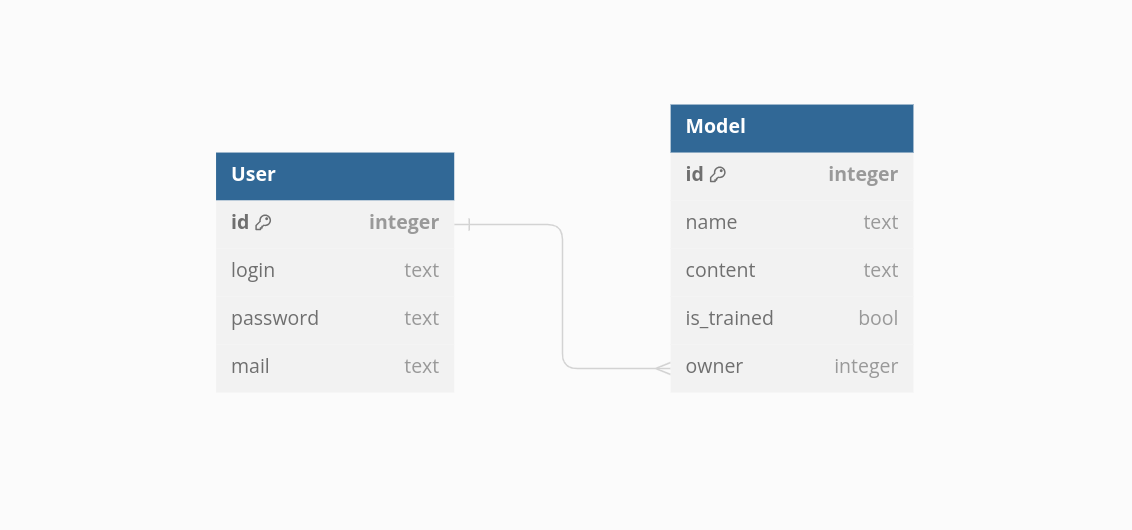 User
id integer
login text
password text
mail text
Model
id integer
name text
content text
is_trained bool
owner integer